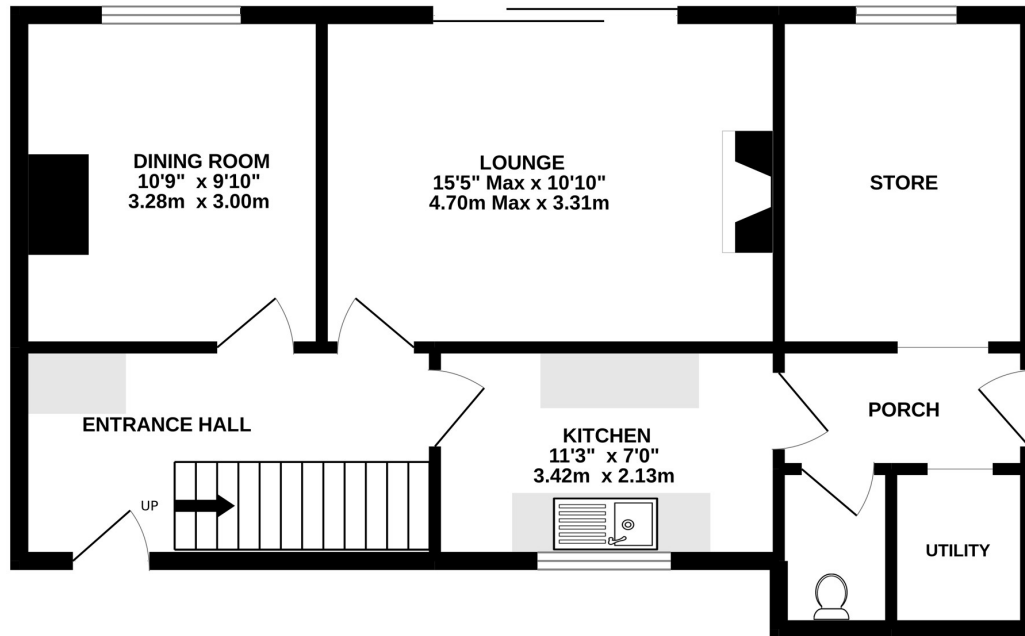 DINING ROOM
10'9" x 9'10"
3.28m x 3.00m
LOUNGE
15'5" Max x 10'10"
4.70m Max x 3.31m
STORE
ENTRANCE HALL
UP
KITCHEN
11'3" x 7'0"
3.42m x 2.13m
PORCH
UTILITY